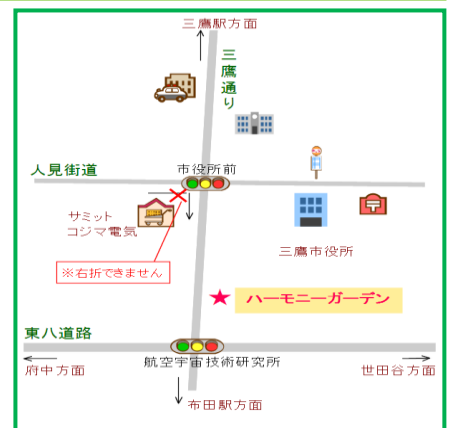 三鷹駅方面
三鷹通り
人見街道
市役所前
サミット
コジマ電気
三鷹市役所
※右折できません
ハーモニーガーデン
東八道路
航空宇宙技術研究所
府中方面
世田谷方面
布田駅方面